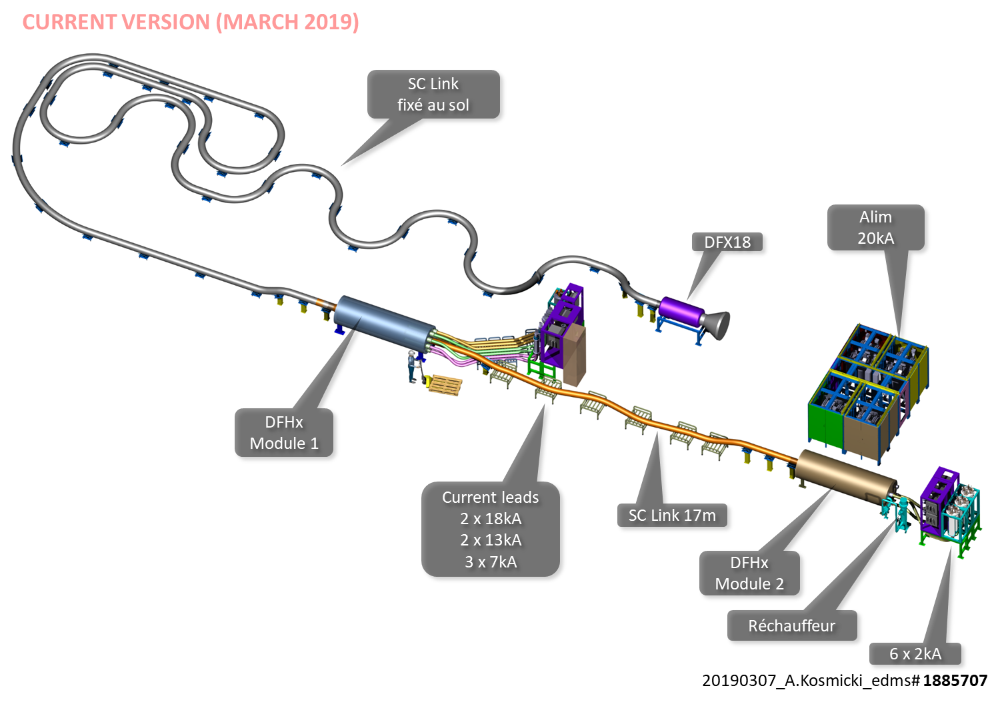 CURRENT VERSION (MARCH 2019)
SC Link
fixé au sol
Alim
20kA
DFX18
DFHx
Module 1
Current leads
2 x 18kA
2 x 13kA
3 x 7kA
SC Link 17m
DFHx
Module 2
Réchauffeur
6 x 2kA
20190307_A.Kosmicki_edms# 1885707